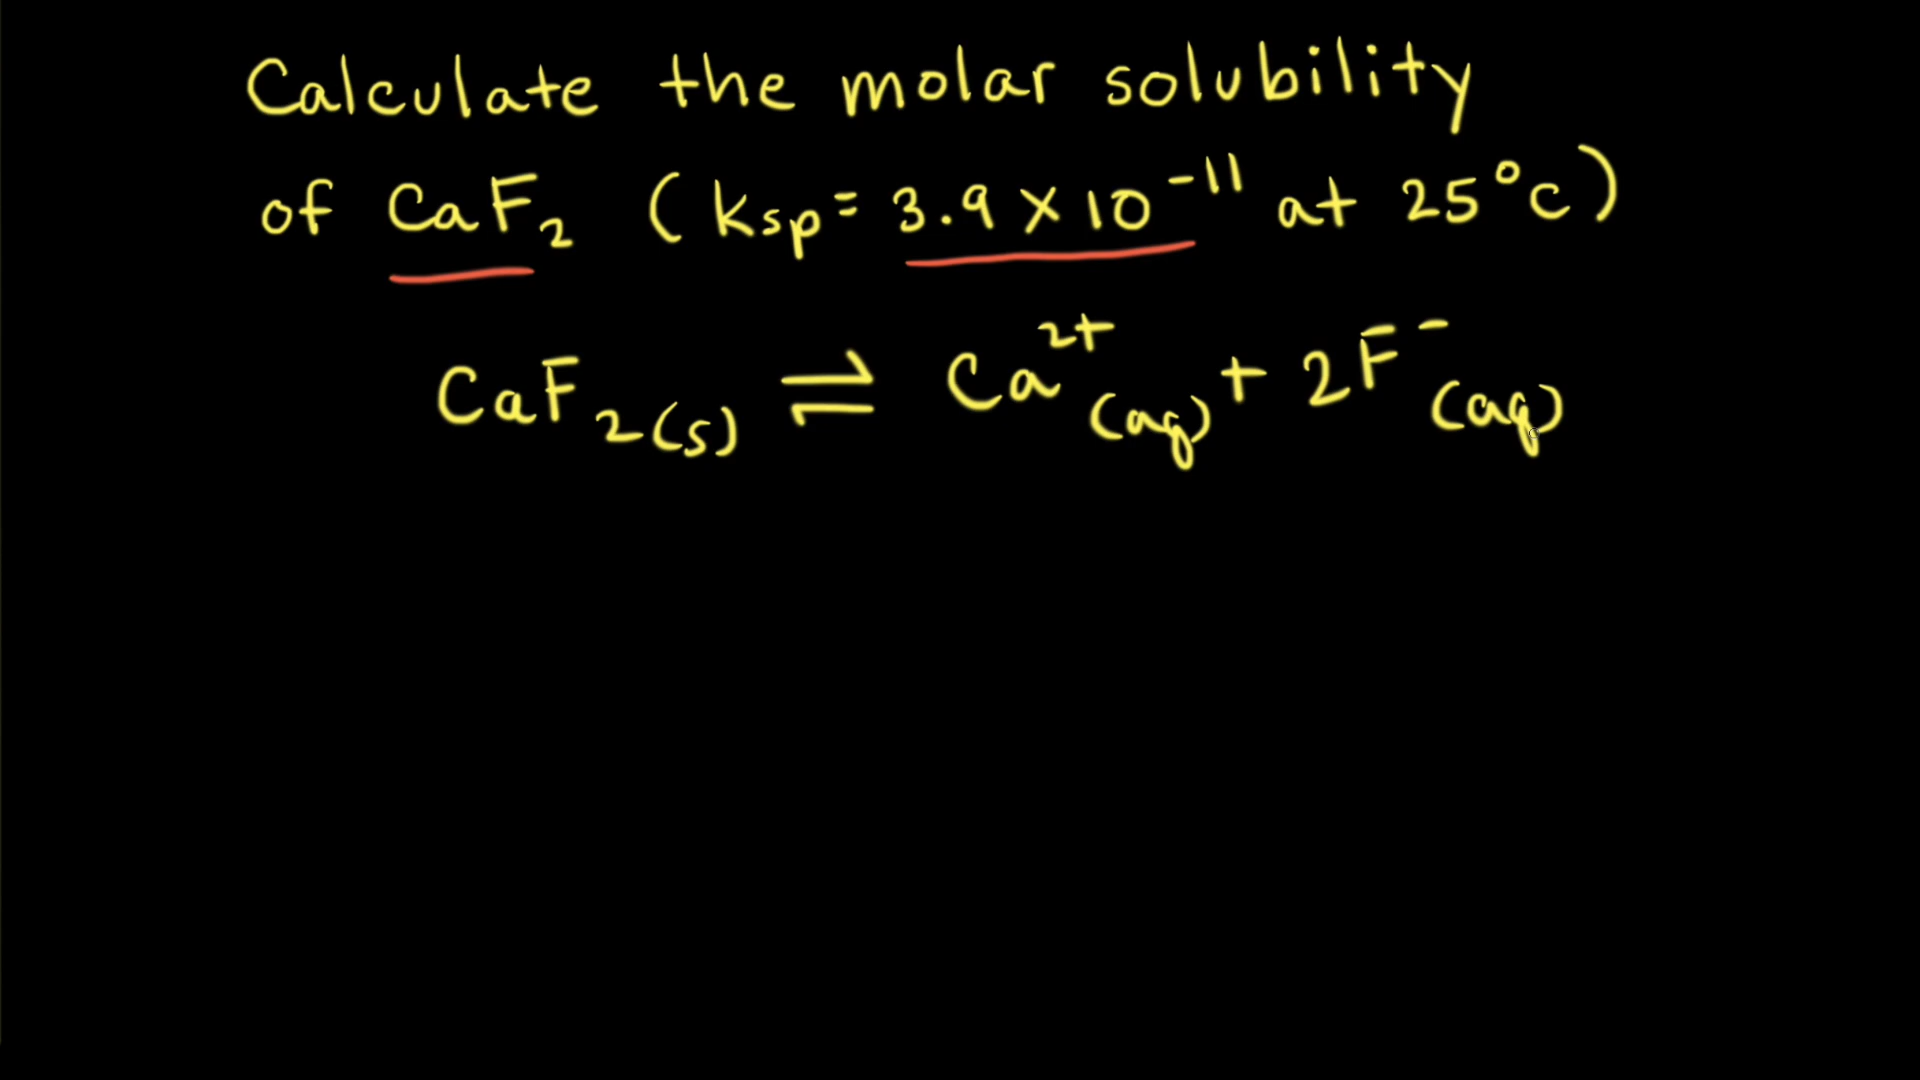 Calculate the molar solubility
of CaF₂ (ksp = 3.9 X 10⁻¹¹ at 25°C)
CaF₂(s) ⇌ Ca²⁺(aq) + 2F⁻(aq)